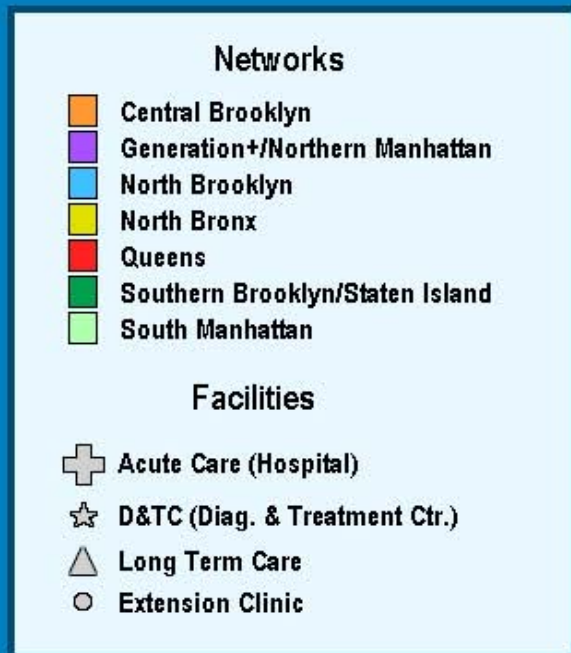 Networks
Central Brooklyn
Generation+/Northern Manhattan
North Brooklyn
North Bronx
Queens
Southern Brooklyn/Staten Island
South Manhattan
Facilities
Acute Care (Hospital)
D&TC (Diag. & Treatment Ctr.)
Long Term Care
Extension Clinic